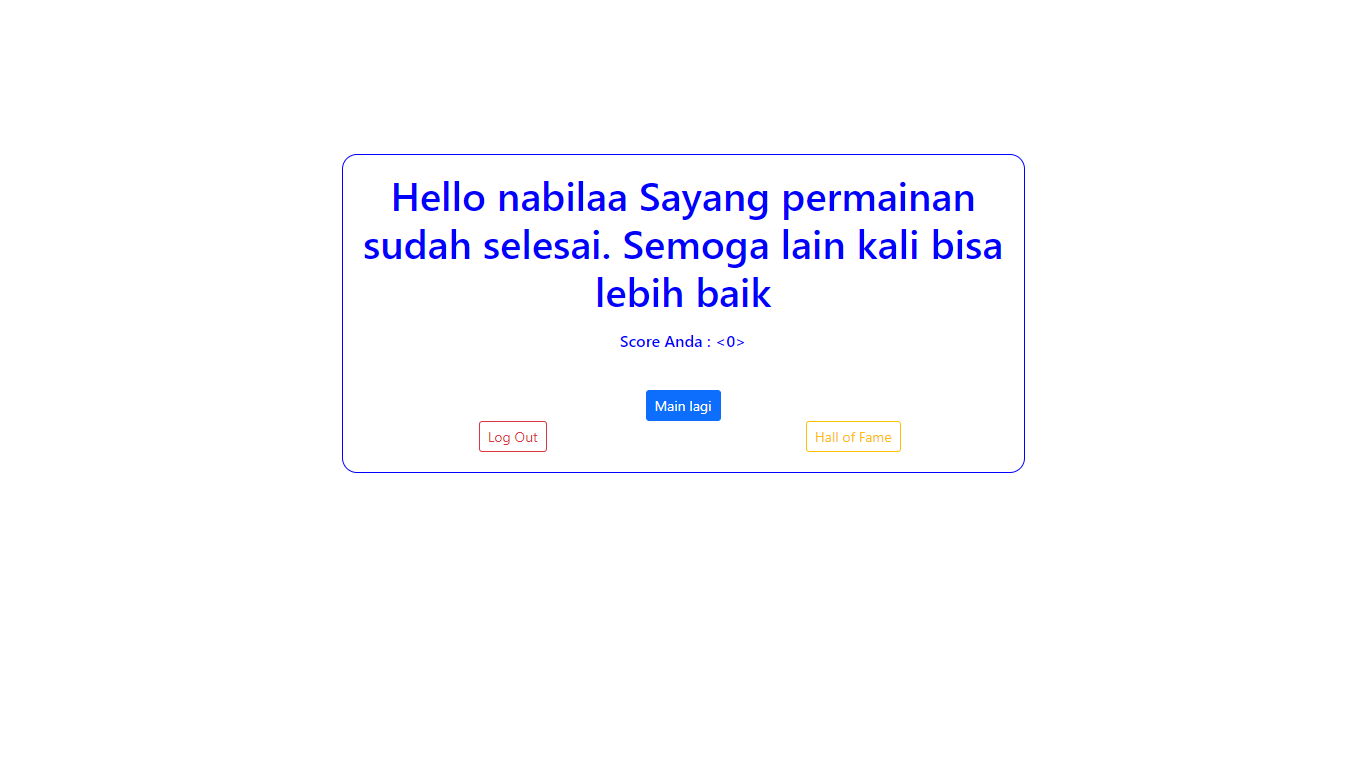 Hello nabilaa Sayang permainan
sudah selesai. Semoga lain kali bisa
lebih baik
Score Anda : <0>
Main lagi
Log Out
Hall of Fame